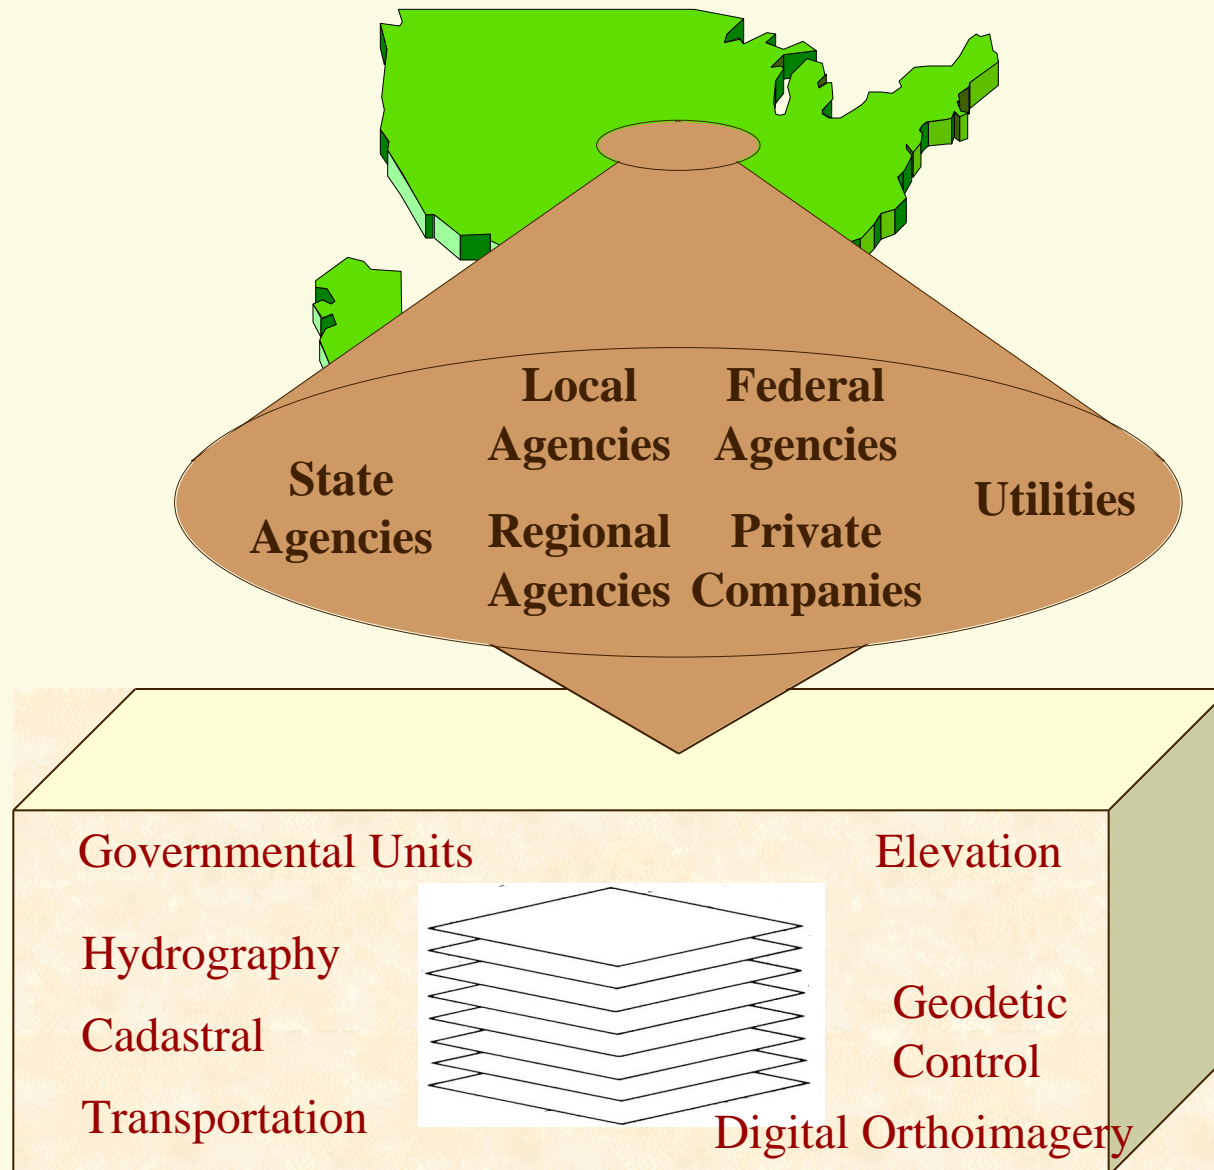 Local
Agencies
Federal
Agencies
State
Agencies
Utilities
Regional
Agencies
Private
Companies
Governmental Units
Elevation
Hydrography
Geodetic
Control
Cadastral
Transportation
Digital Orthoimagery